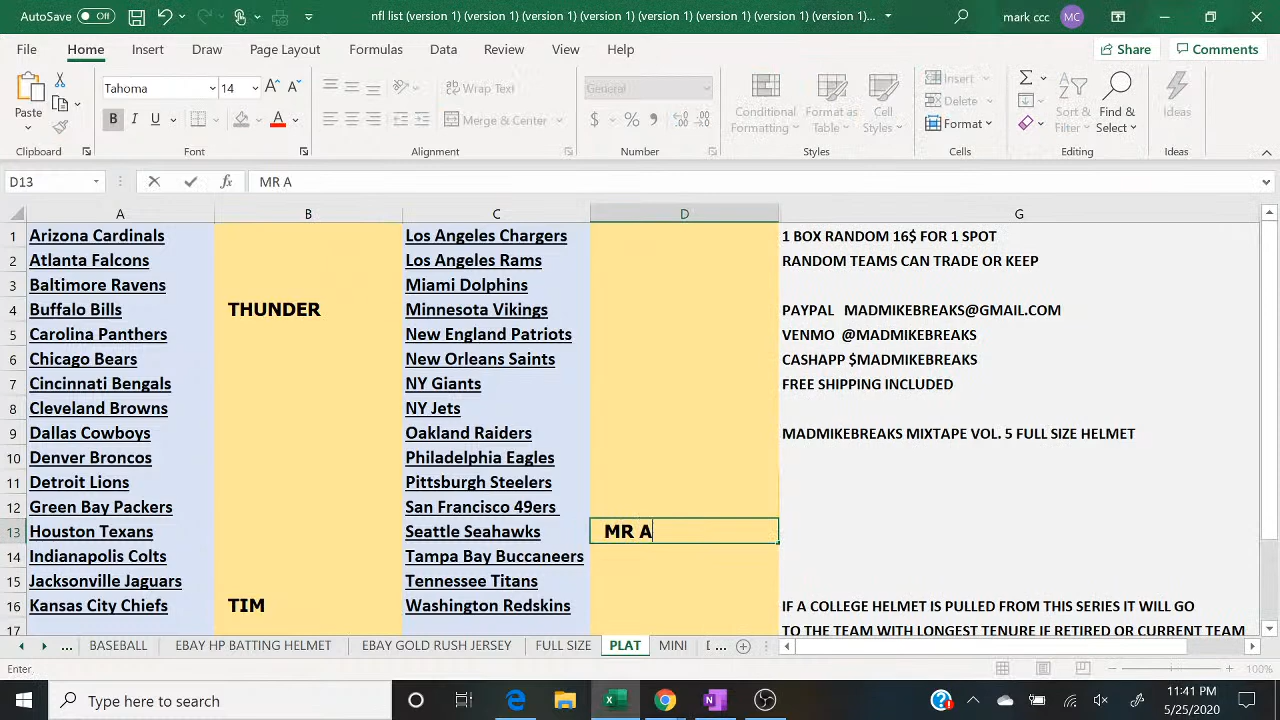 AutoSave Off nfl list (version 1) (version 1) (version 1) (version 1) (version 1) (version 1)... mark ccc MC
File Home Insert Draw Page Layout Formulas Data Review View Help Share Comments
Paste Tahoma 14 Wrap Text General Conditional Formatting Format as Table Cell Styles Insert Sort & Filter Find & Select Ideas
B I U A Merge & Center $ % Delete Format
Clipboard Font Alignment Number Styles Cells Editing Ideas
D13 fx MR A
A B C D G
1 Arizona Cardinals Los Angeles Chargers 1 BOX RANDOM 16$ FOR 1 SPOT
2 Atlanta Falcons Los Angeles Rams RANDOM TEAMS CAN TRADE OR KEEP
3 Baltimore Ravens Miami Dolphins
4 Buffalo Bills THUNDER Minnesota Vikings PAYPAL MADMIKEBREAKS@GMAIL.COM
5 Carolina Panthers New England Patriots VENMO @MADMIKEBREAKS
6 Chicago Bears New Orleans Saints CASHAPP $MADMIKEBREAKS
7 Cincinnati Bengals NY Giants FREE SHIPPING INCLUDED
8 Cleveland Browns NY Jets
9 Dallas Cowboys Oakland Raiders MADMIKEBREAKS MIXTAPE VOL. 5 FULL SIZE HELMET
10 Denver Broncos Philadelphia Eagles
11 Detroit Lions Pittsburgh Steelers
12 Green Bay Packers San Francisco 49ers
13 Houston Texans Seattle Seahawks MR A
14 Indianapolis Colts Tampa Bay Buccaneers
15 Jacksonville Jaguars Tennessee Titans
16 Kansas City Chiefs TIM Washington Redskins IF A COLLEGE HELMET IS PULLED FROM THIS SERIES IT WILL GO
17 TO THE TEAM WITH LONGEST TENURE IF RETIRED OR CURRENT TEAM
... BASEBALL EBAY HP BATTING HELMET EBAY GOLD RUSH JERSEY FULL SIZE PLAT MINI ...
Enter 100%
Type here to search 11:41 PM
5/25/2020